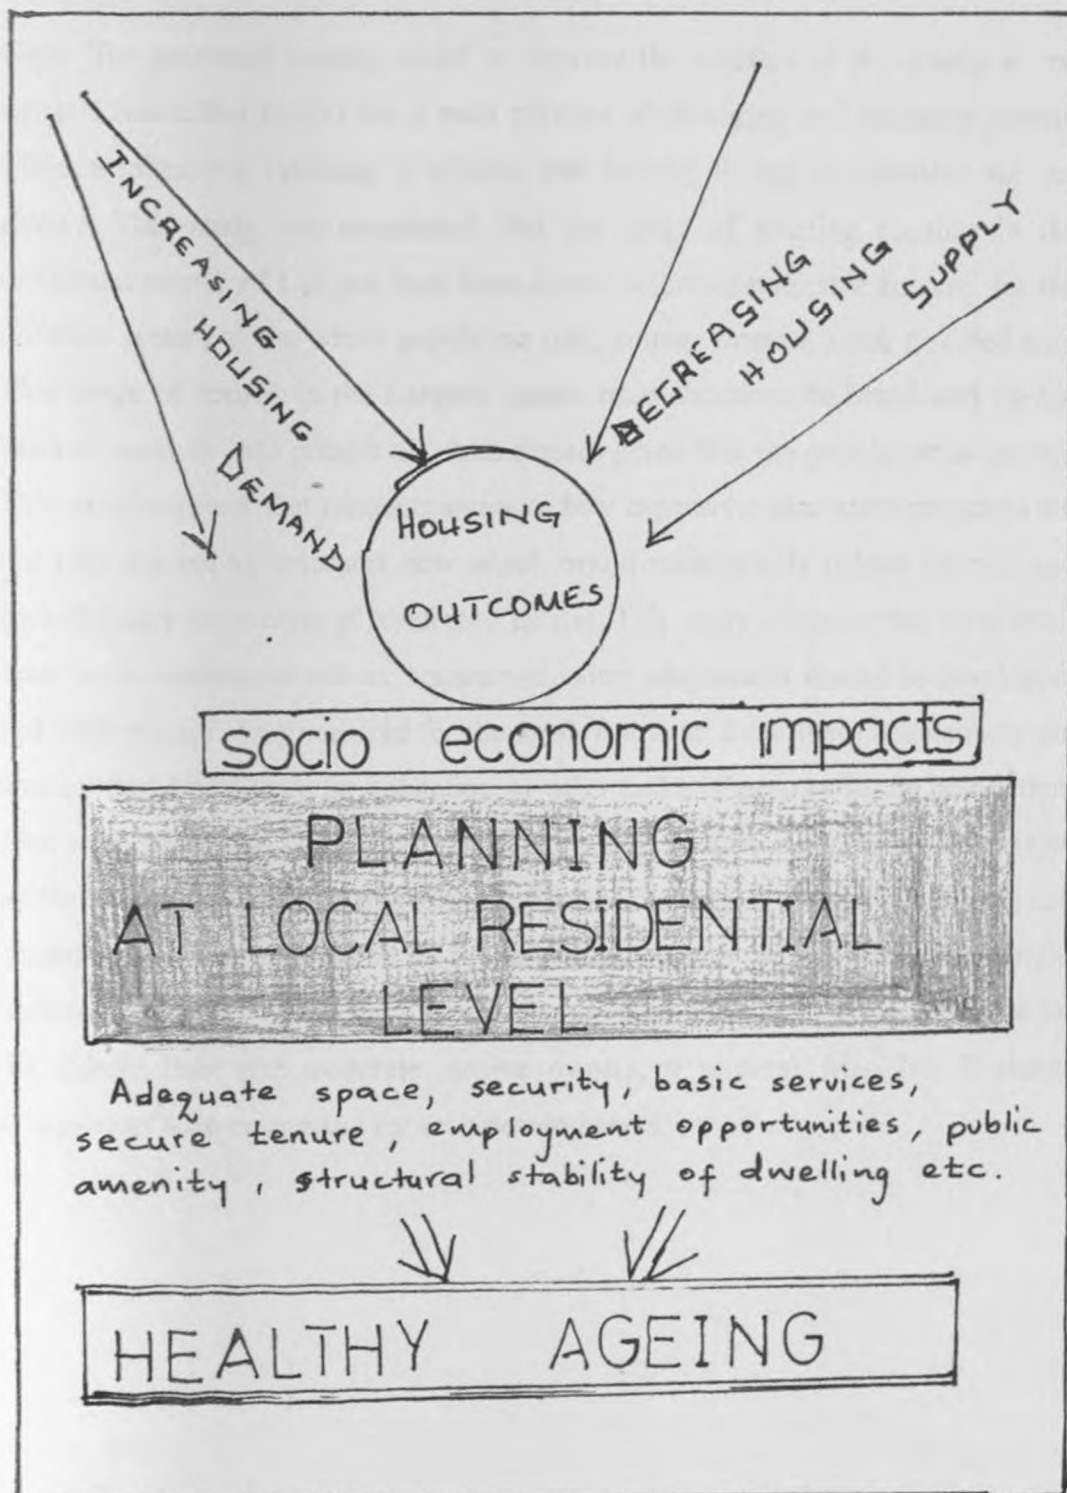 INCREASING
HOUSING
DEMAND
DEGREASING
HOUSING
SUPPLY
HOUSING
OUTCOMES
socio economic impacts
PLANNING
AT LOCAL RESIDENTIAL
LEVEL
Adequate space, security, basic services,
secure tenure, employment opportunities, public
amenity, structural stability of dwelling etc.
HEALTHY AGEING